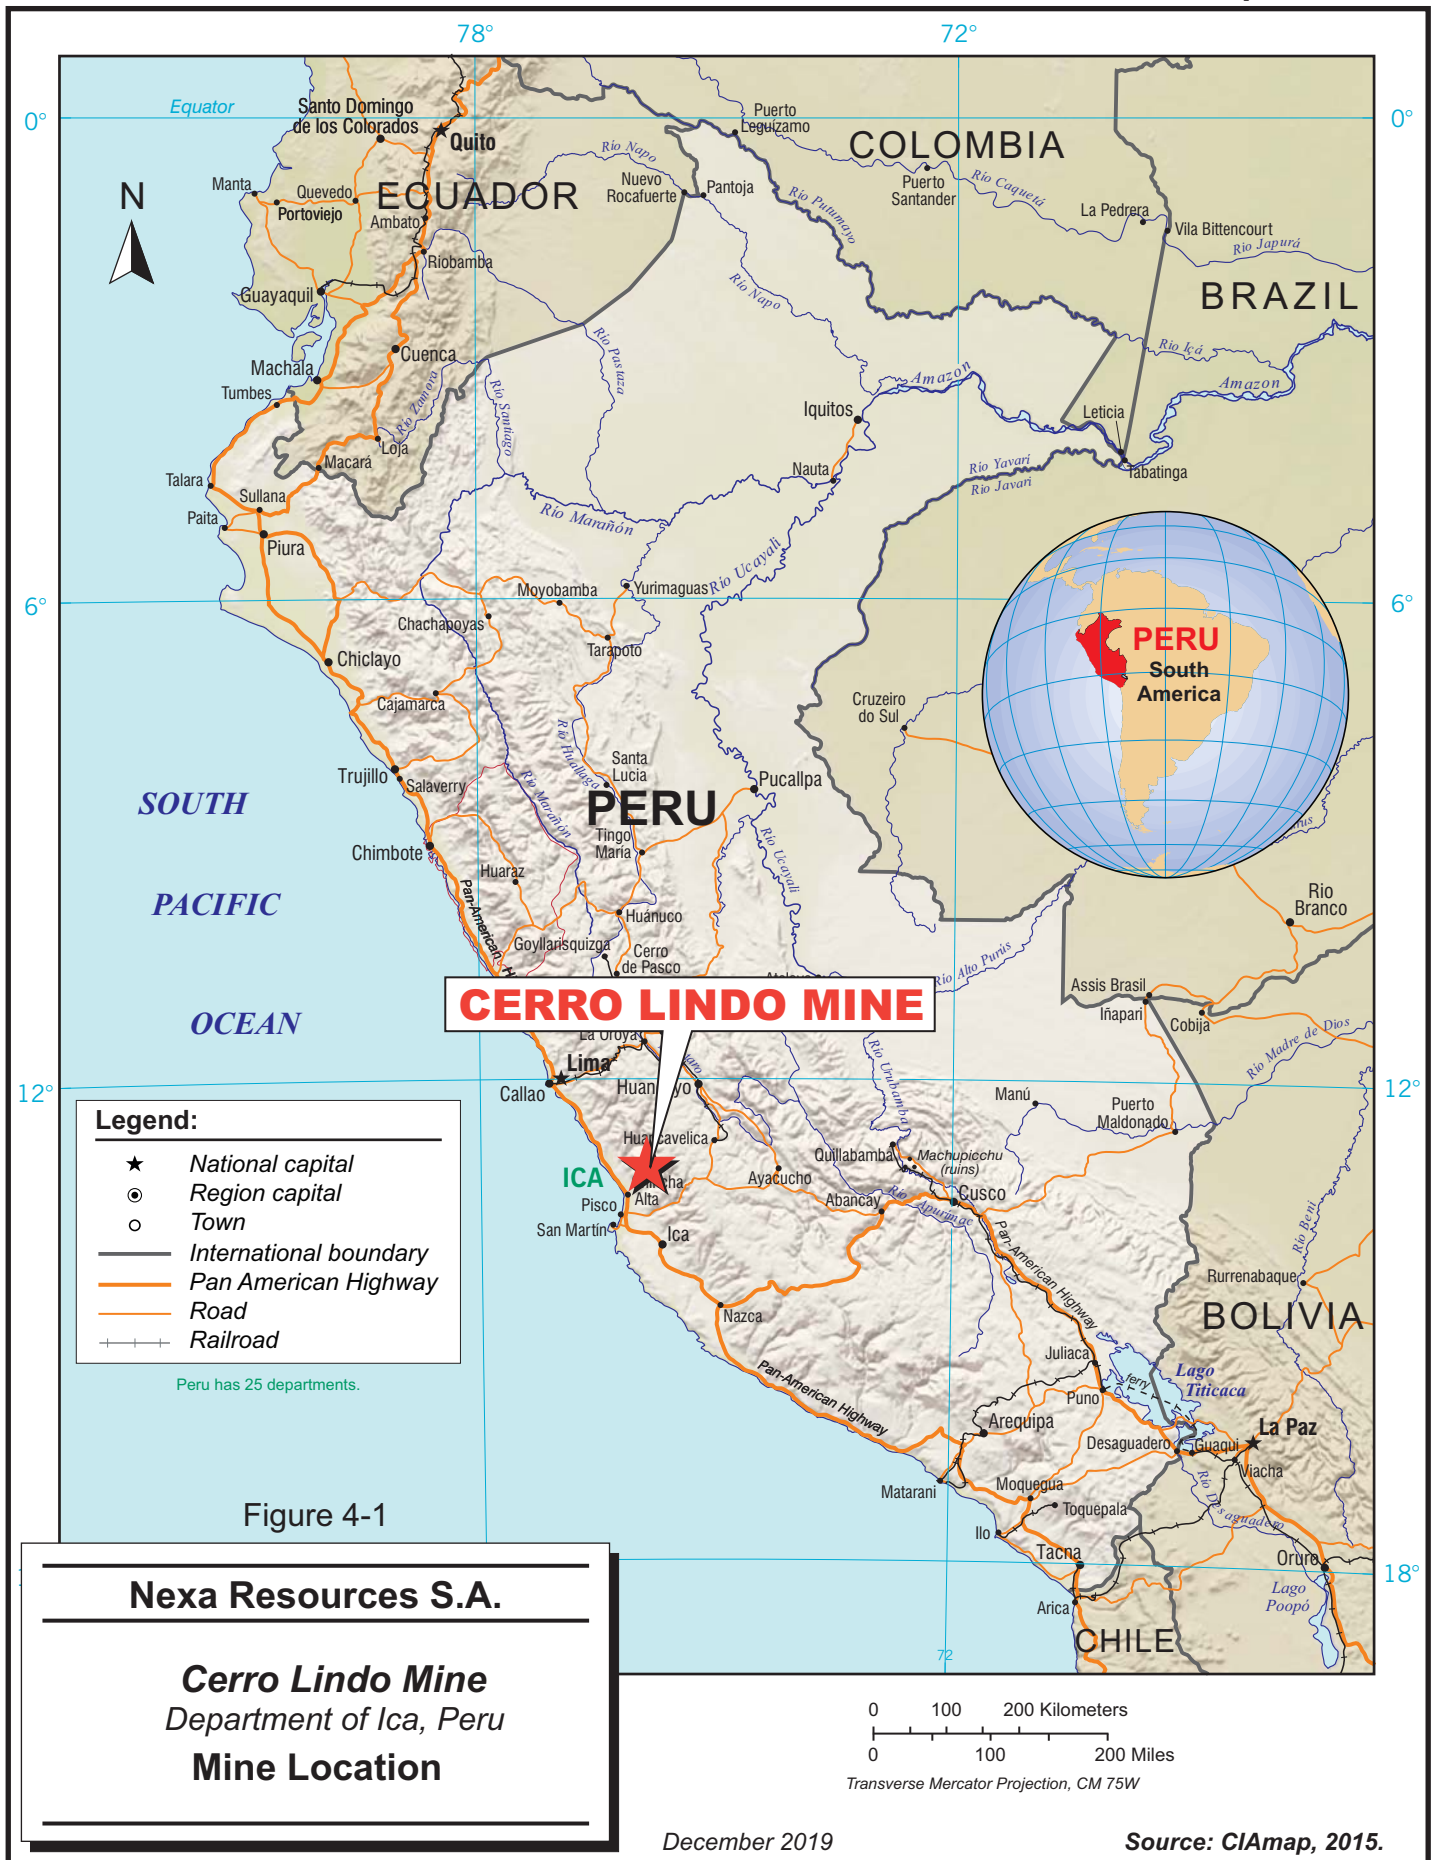 78°
72°
Equator
0°
0°
Santo Domingo
de los Colorados
Quito
Puerto
Leguízamo
COLOMBIA
Río Napo
Manta
Quevedo
ECUADOR
Portoviejo
Ambato
Nuevo
Rocafuerte
Pantoja
Río Putumayo
Puerto
Santander
Río Caquetá
La Pedrera
Vila Bittencourt
Rio Japurá
N
Riobamba
Guayaquil
Río Napo
BRAZIL
Cuenca
Río Pastaza
Rio Içá
Machala
Tumbes
Río Zamora
Río Santiago
Amazon
Amazon
Iquitos
Leticia
Loja
Macará
Nauta
Rio Yavari
Rio Javari
Tabatinga
Talara
Sullana
Paita
Piura
Río Marañón
Río Ucayali
6°
6°
Moyobamba
Yurimaguas
Chachapoyas
Tarapoto
PERU
South
America
Chiclayo
Cajamarca
Cruzeiro
do Sul
Río Huallaga
Santa
Lucia
Trujillo
Salaverry
Río Marañón
Pucallpa
SOUTH
PERU
Tingo
María
Río Ucayali
Chimbote
Huaraz
Pan-American
Rio
Branco
PACIFIC
Huánuco
Goyllarisquizga
Cerro
de Pasco
Río Alto Purús
Assis Brasil
Iñapari
Cobija
CERRO LINDO MINE
OCEAN
La Oroya
Lima
Río Urubamba
Rio Madre de Dios
12°
12°
Callao
Manú
Puerto
Maldonado
Quillabamba
Machupicchu
(ruins)
ICA
Alta
Ayacucho
Pisco
San Martín
Abancay
Cusco
Río Apurímac
Ica
Pan-American Highway
Río Beni
Rurrenabaque
Nazca
BOLIVIA
Juliaca
Pan-American Highway
ferry
Lago
Titicaca
Puno
Arequipa
Desaguadero
Guaqui
La Paz
Viacha
Matarani
Moquegua
Toquepala
Río Desaguadero
Ilo
Tacna
Oruro
18°
Arica
Lago
Poopó
CHILE
72
Legend:
National capital
Region capital
Town
International boundary
Pan American Highway
Road
Railroad
Peru has 25 departments.
Figure 4-1
Nexa Resources S.A.
Cerro Lindo Mine
Department of Ica, Peru
Mine Location
0 100 200 Kilometers
0 100 200 Miles
Transverse Mercator Projection, CM 75W
December 2019
Source: CIAmap, 2015.